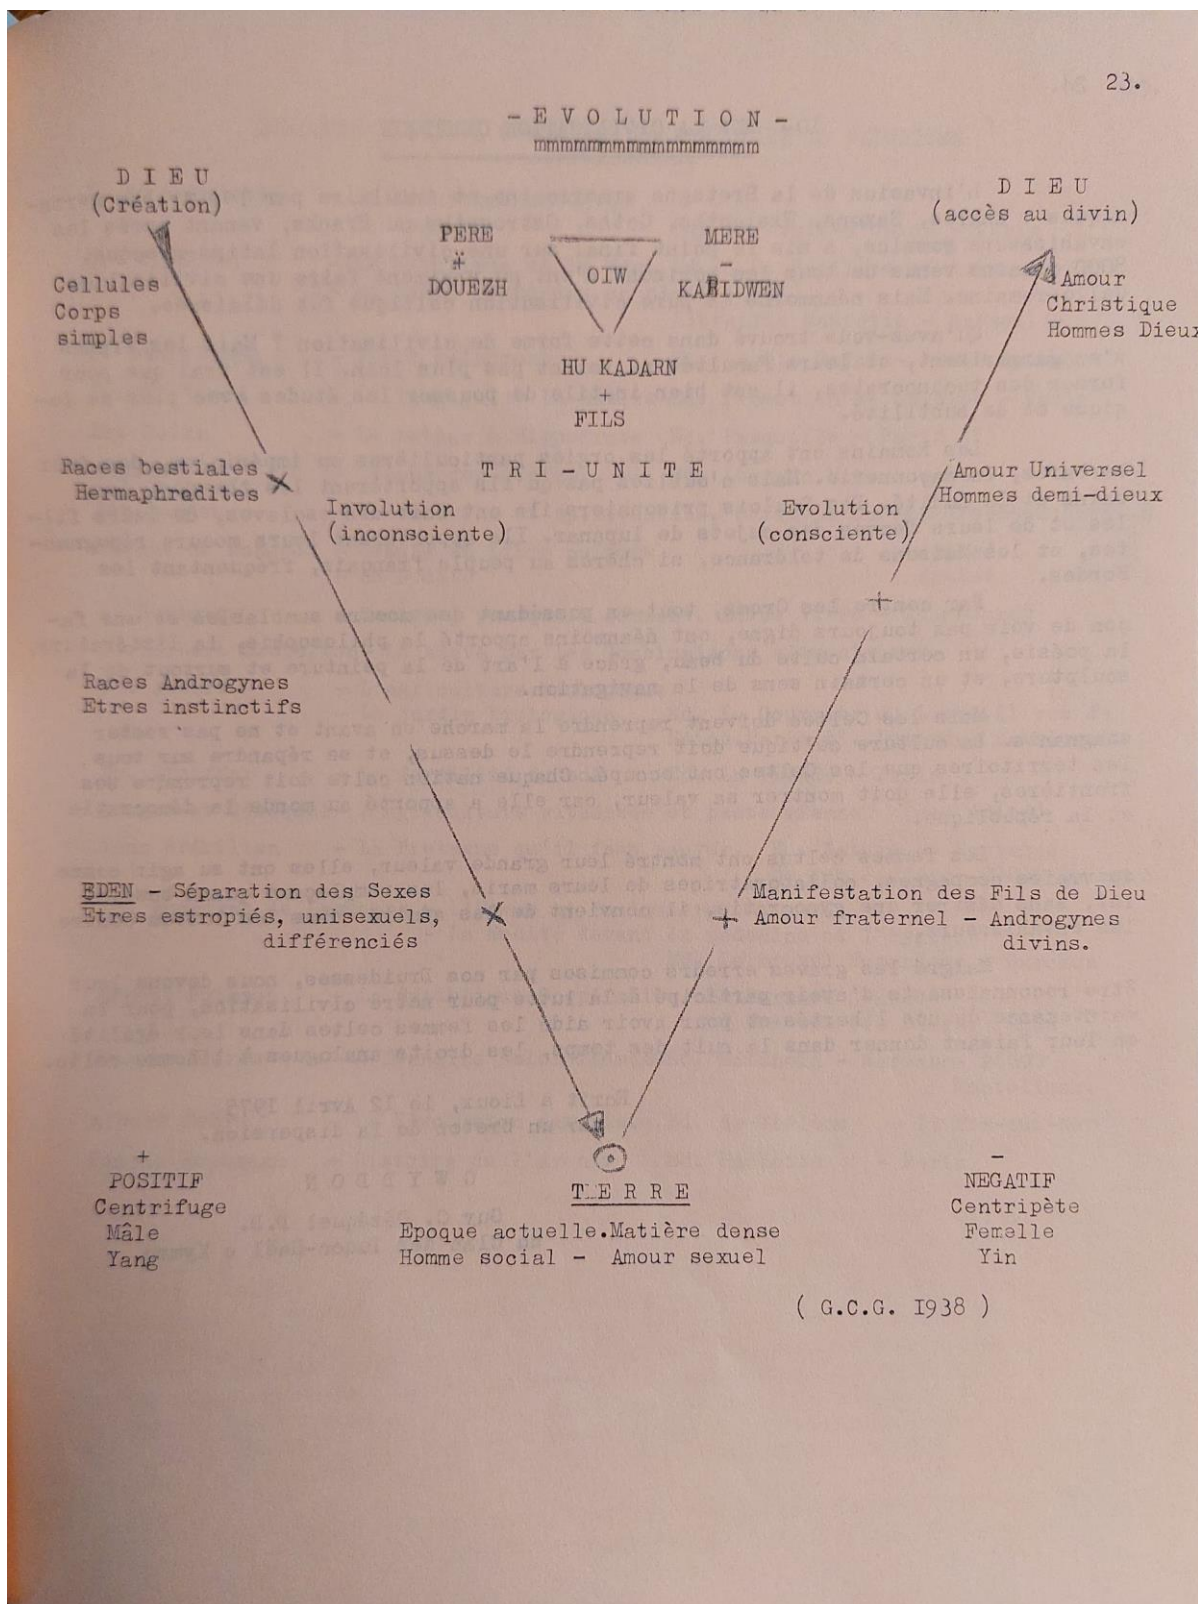 23.
- E V O L U T I O N -
mmmmmmmmmmmmmmmmmmmmm
D I E U
(Création)
D I E U
(accès au divin)
PERE
MERE
+
-
OIW
DOUEZH
KARIDWEN
Cellules
Corps
simples
Amour
Christique
Hommes Dieux
HU KADARN
+
FILS
T R I - U N I T E
Races bestiales
Hermaphredites
Amour Universel
Hommes demi-dieux
Involution
(inconsciente)
Evolution
(consciente)
Races Androgynes
Etres instinctifs
EDEN - Séparation des Sexes
Etres estropiés, unisexuels,
différenciés
Manifestation des Fils de Dieu
Amour fraternel - Androgynes
divins.
+
POSITIF
Centrifuge
Mâle
Yang
T E R R E
Epoque actuelle.Matière dense
Homme social - Amour sexuel
-
NEGATIF
Centripète
Femelle
Yin
( G.C.G. I938 )